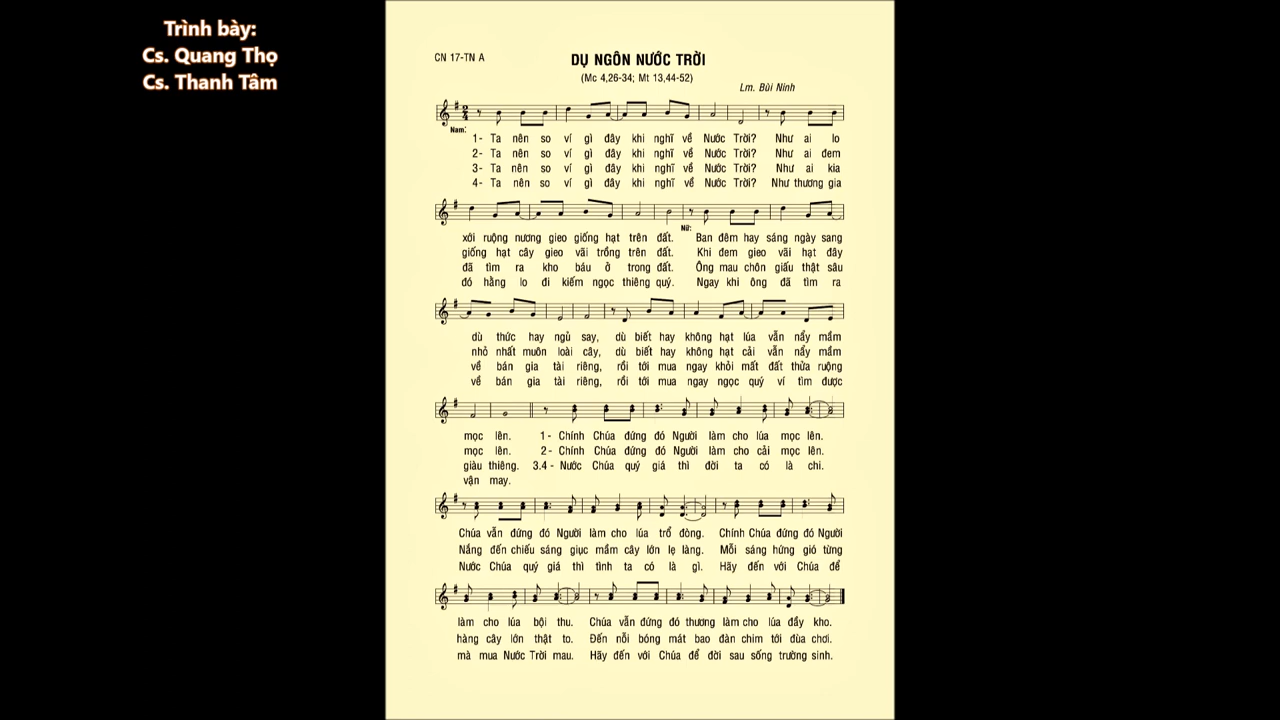 Trình bày:
Cs. Quang Thọ
Cs. Thanh Tâm
CN 17-TN A
DỤ NGÔN NƯỚC TRỜI
(Mc 4,26-34; Mt 13,44-52)
Lm. Bùi Ninh
Nam:
1- Ta nên so ví gì đây khi nghĩ về Nước Trời? Như ai lo
2- Ta nên so ví gì đây khi nghĩ về Nước Trời? Như ai đem
3- Ta nên so ví gì đây khi nghĩ về Nước Trời? Như ai kia
4- Ta nên so ví gì đây khi nghĩ về Nước Trời? Như thương gia
Nữ:
xới ruộng nương gieo giống hạt trên đất. Ban đêm hay sáng ngày sang
giống hạt cây gieo vãi trồng trên đất. Khi đem gieo vãi hạt đây
đã tìm ra kho báu ở trong đất. Ông mau chôn giấu thật sâu
đó hằng lo đi kiếm ngọc thiêng quý. Ngay khi ông đã tìm ra
dù thức hay ngủ say, dù biết hay không hạt lúa vẫn nẩy mầm
nhỏ nhất muôn loài cây, dù biết hay không hạt cải vẫn nẩy mầm
về bán gia tài riêng, rồi tới mua ngay khỏi mất đất thửa ruộng
về bán gia tài riêng, rồi tới mua ngay ngọc quý ví tìm được
mọc lên. 1- Chính Chúa đứng đó Người làm cho lúa mọc lên.
mọc lên. 2- Chính Chúa đứng đó Người làm cho cải mọc lên.
giàu thiêng. 3.4- Nước Chúa quý giá thì đời ta có là chi.
vận may.
Chúa vẫn đứng đó Người làm cho lúa trổ đòng. Chính Chúa đứng đó Người
Nắng đến chiếu sáng giục mầm cây lớn lẹ làng. Mỗi sáng hứng gió từng
Nước Chúa quý giá thì tình ta có là gì. Hãy đến với Chúa để
làm cho lúa bội thu. Chúa vẫn đứng đó thương làm cho lúa đầy kho.
hàng cây lớn thật to. Đến nỗi bóng mát bao đàn chim tới đùa chơi.
mà mua Nước Trời mau. Hãy đến với Chúa để đời sau sống trường sinh.